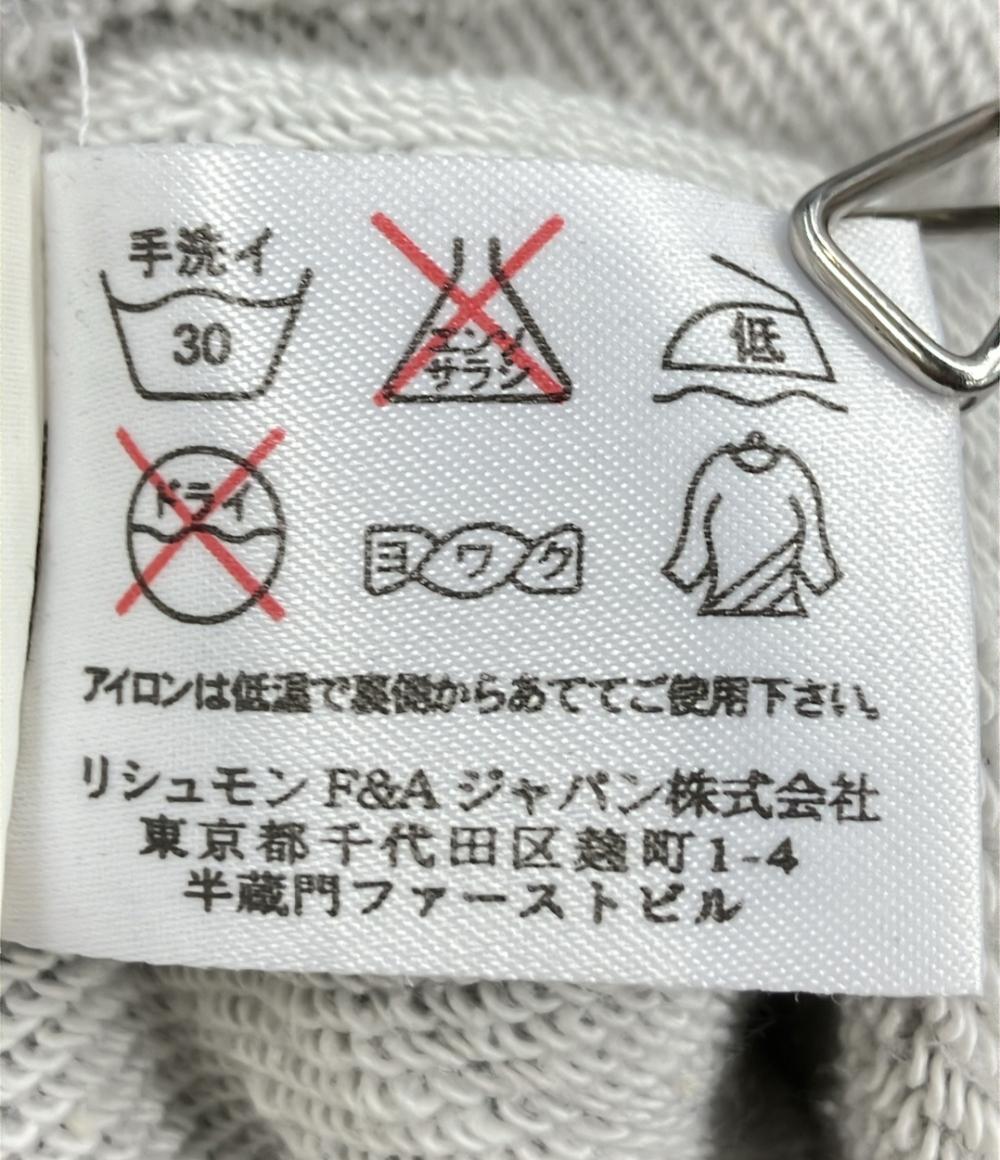 手洗イ
30
エンソ
サラシ
低
ドライ
ヨワク
アイロンは低温で裏側からあててご使用下さい。
リシュモン F&A ジャパン株式会社
東京都千代田区麹町1-4
半蔵門ファーストビル